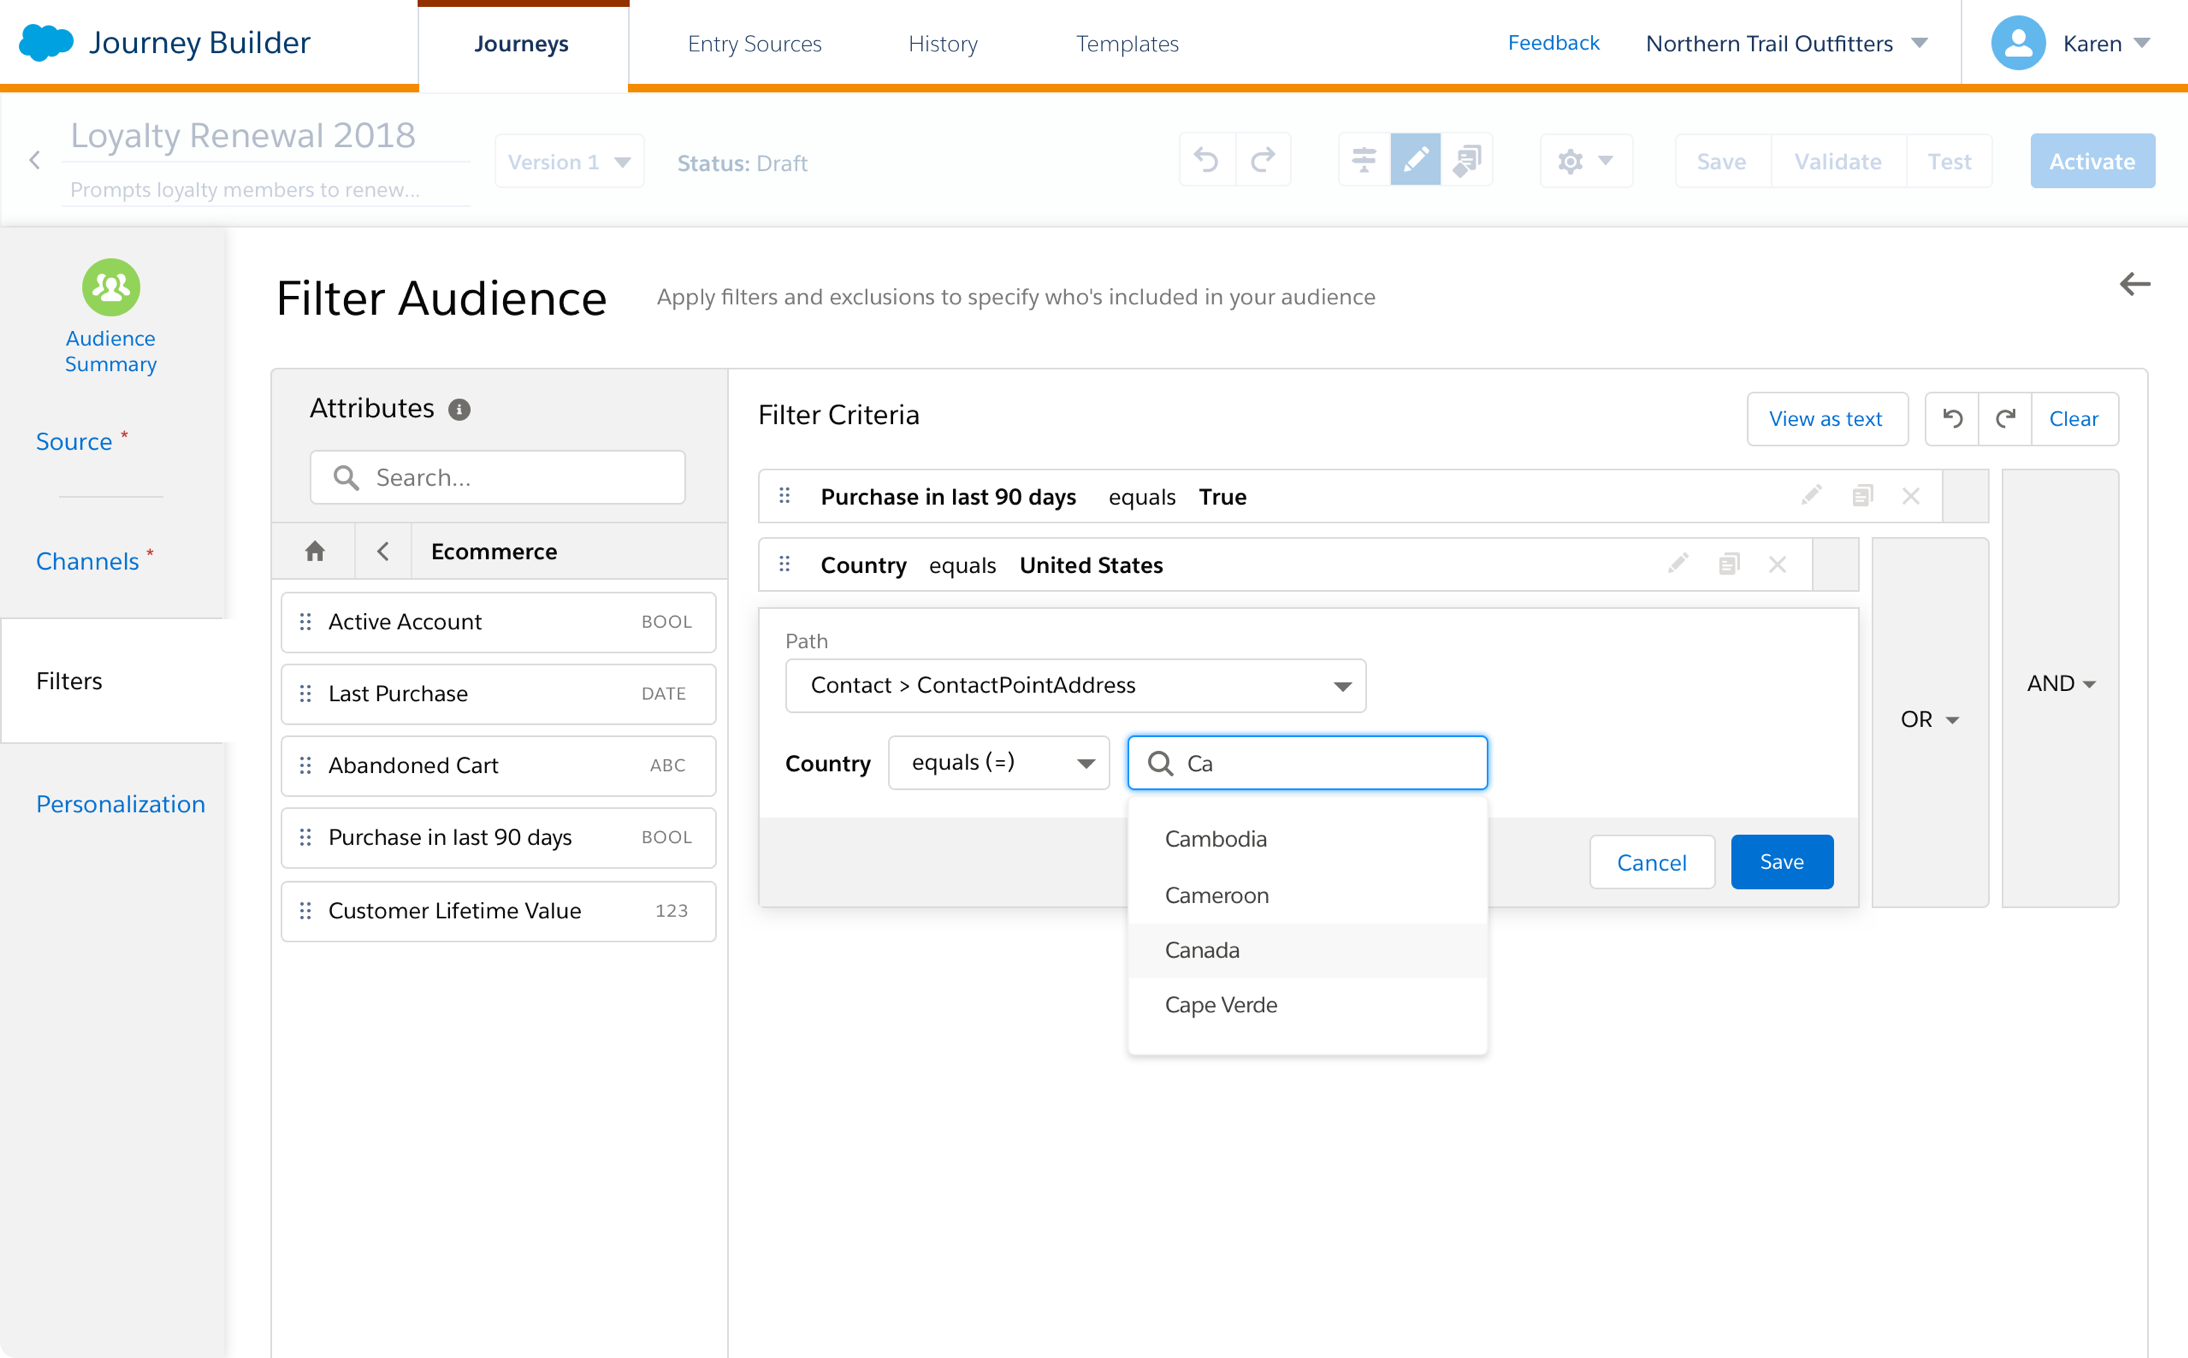 Journey Builder
Journeys
Entry Sources
History
Templates
Feedback
Northern Trail Outfitters
Karen
Loyalty Renewal 2018
Prompts loyalty members to renew...
Version 1
Status: Draft
Save
Validate
Test
Activate
Audience
Summary
Source *
Channels *
Filters
Personalization
Filter Audience
Apply filters and exclusions to specify who's included in your audience
Attributes
Search...
Ecommerce
Active Account BOOL
Last Purchase DATE
Abandoned Cart ABC
Purchase in last 90 days BOOL
Customer Lifetime Value 123
Filter Criteria
View as text
Clear
Purchase in last 90 days equals True
Country equals United States
Path
Contact > ContactPointAddress
Country equals (=) Ca
Cambodia
Cameroon
Canada
Cape Verde
Cancel
Save
OR
AND